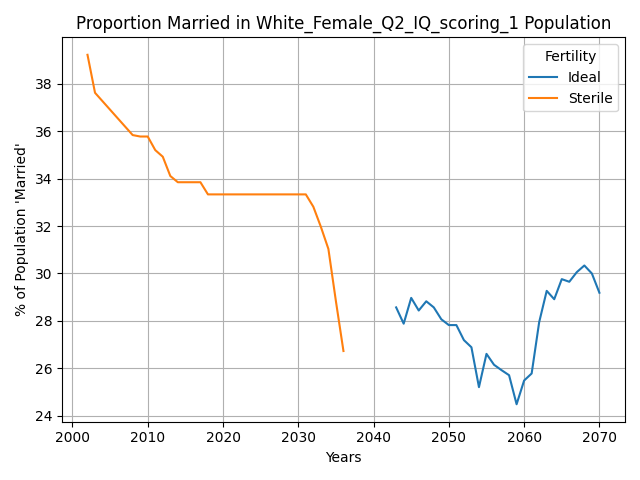 Proportion Married in White_Female_Q2_IQ_scoring_1 Population
Fertility
Ideal
Sterile
% of Population 'Married'
38
36
34
32
30
28
26
24
2000 2010 2020 2030 2040 2050 2060 2070
Years